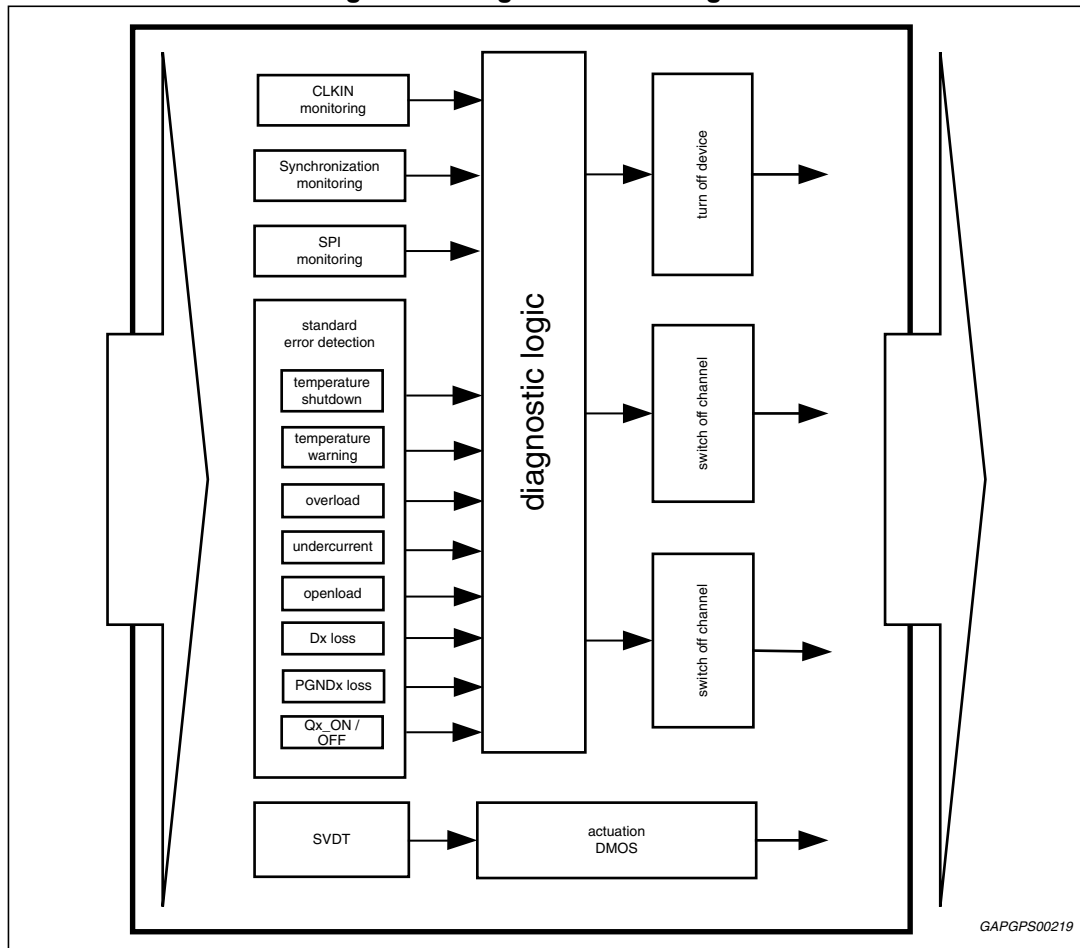 CLKIN
monitoring
Synchronization
monitoring
SPI
monitoring
standard
error detection
temperature
shutdown
temperature
warning
overload
undercurrent
openload
Dx loss
PGNDx loss
Qx_ON /
OFF
SVDT
diagnostic logic
actuation
DMOS
turn off device
switch off channel
switch off channel
GAPGPS00219